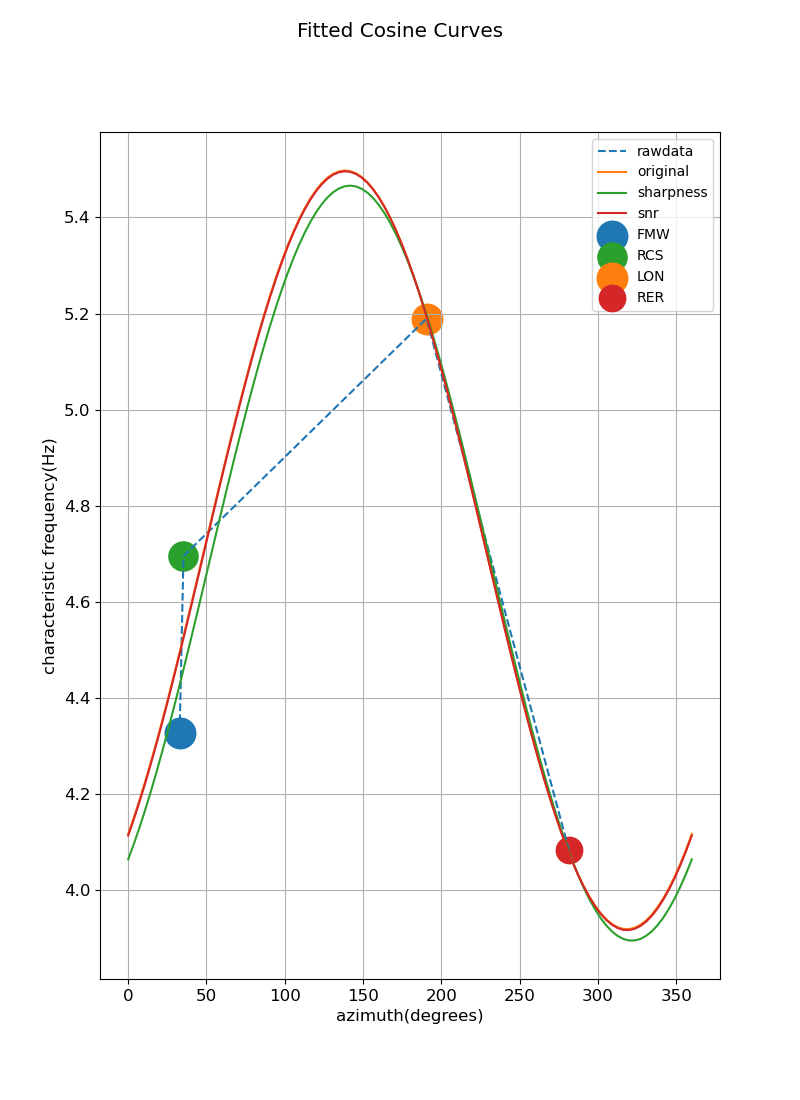 Fitted Cosine Curves
rawdata
original
sharpness
snr
FMW
RCS
LON
RER
characteristic frequency(Hz)
5.4
5.2
5.0
4.8
4.6
4.4
4.2
4.0
0 50 100 150 200 250 300 350
azimuth(degrees)